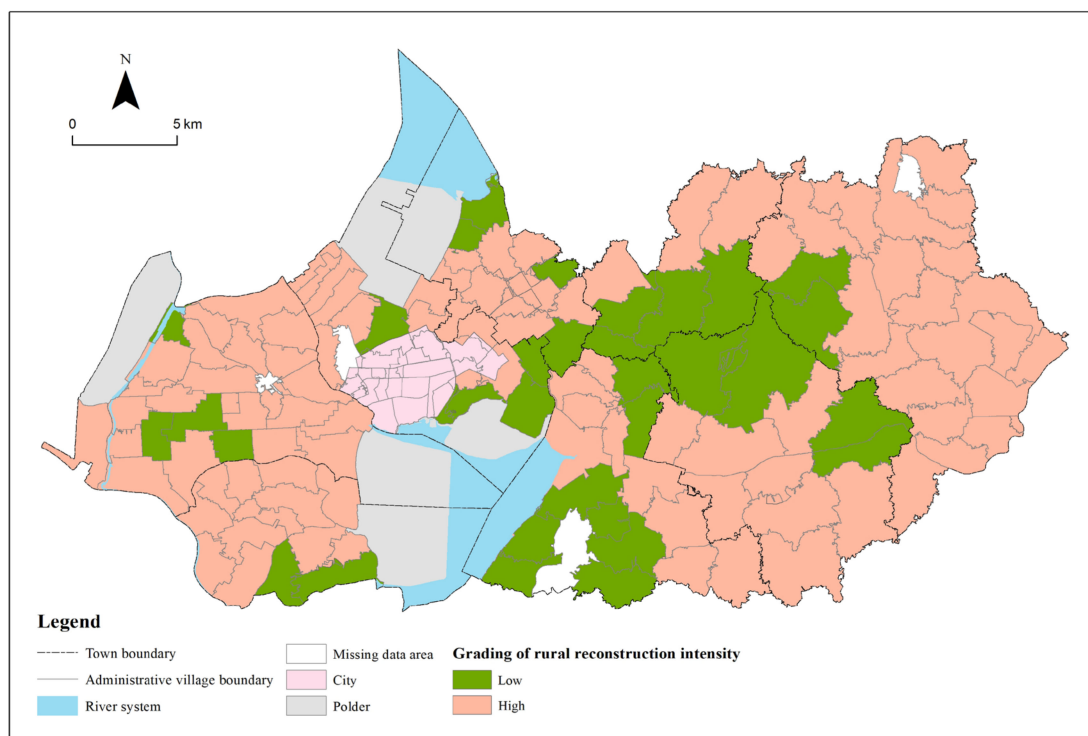 N
0 5 km
Legend
Town boundary
Administrative village boundary
River system
Missing data area
City
Polder
Grading of rural reconstruction intensity
Low
High